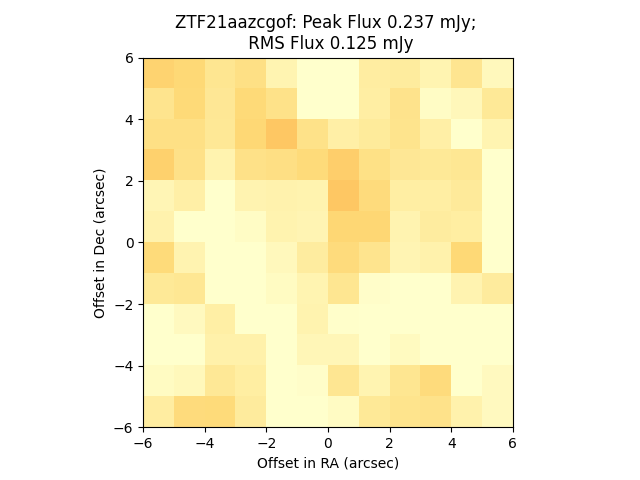 ZTF21aazcgof: Peak Flux 0.237 mJy;
RMS Flux 0.125 mJy
6
4
2
0
−2
−4
−6
Offset in Dec (arcsec)
−6 −4 −2 0 2 4 6
Offset in RA (arcsec)